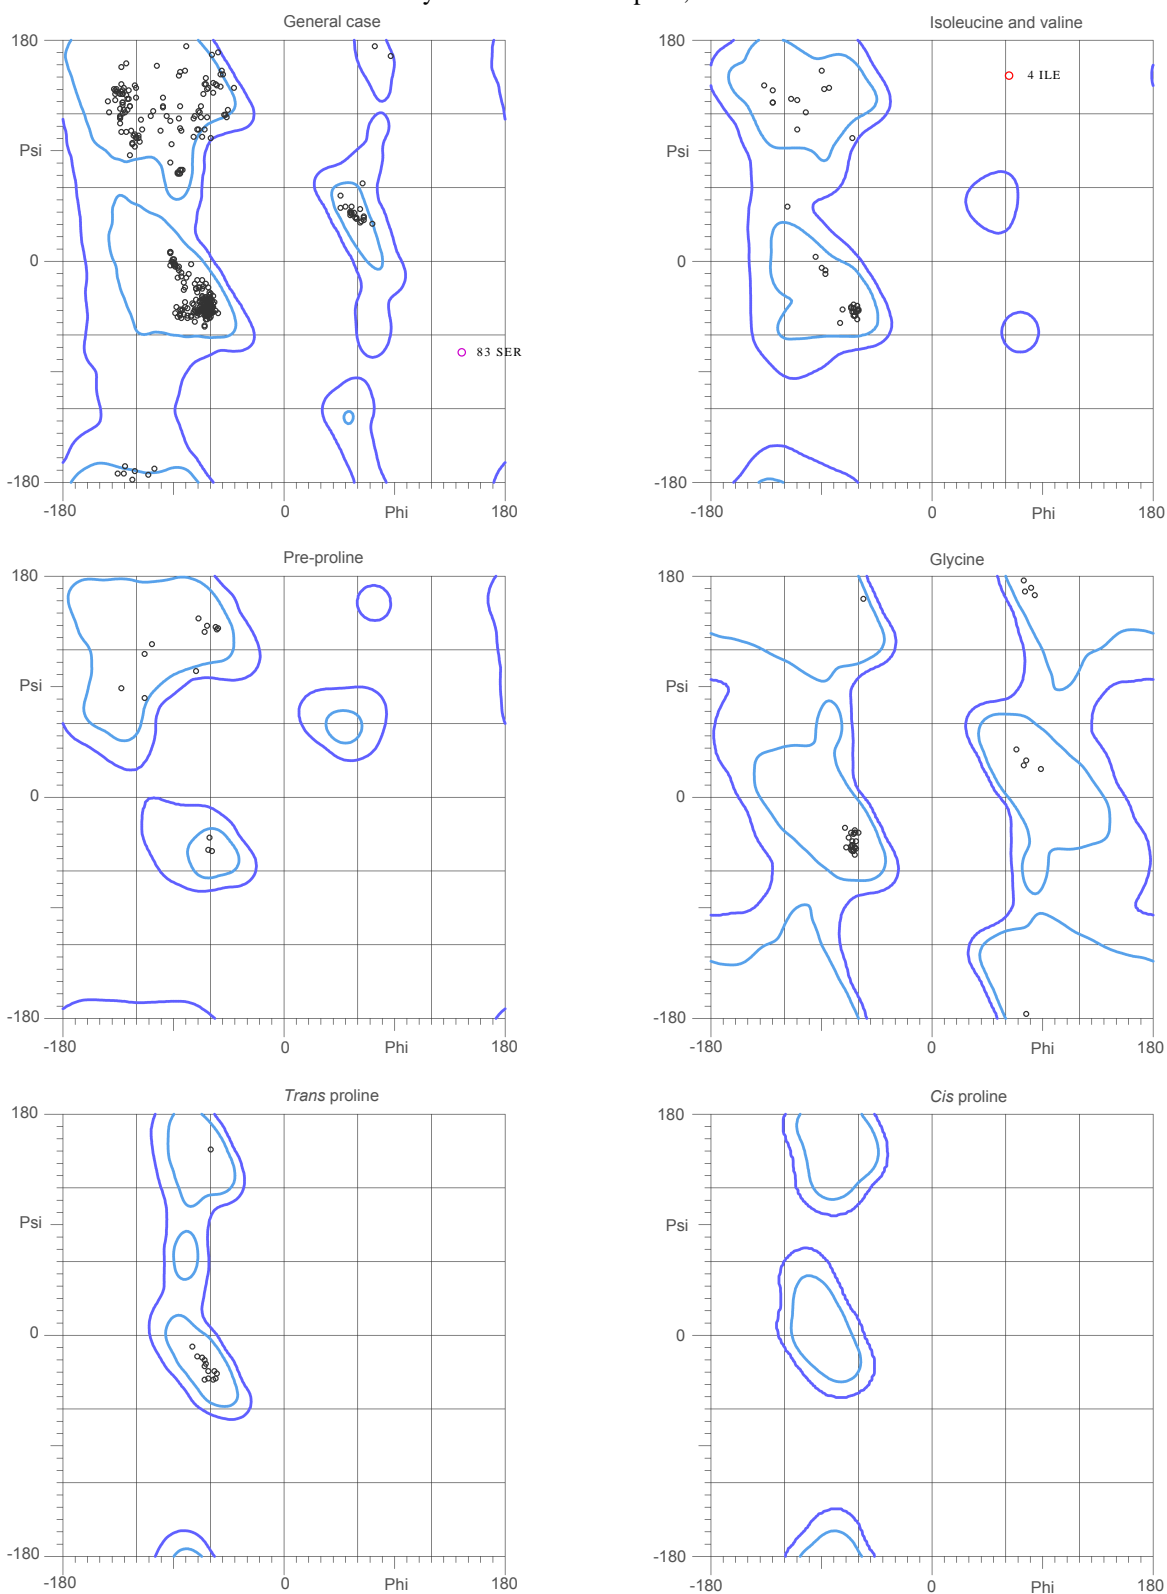 General case
Isoleucine and valine
180
180
4 ILE
Psi
Psi
0
0
83 SER
-180
-180
-180
0
Phi
180
-180
0
Phi
180
Pre-proline
Glycine
180
180
Psi
Psi
0
0
-180
-180
-180
0
Phi
180
-180
0
Phi
180
Trans proline
Cis proline
180
180
Psi
Psi
0
0
-180
-180
-180
0
Phi
180
-180
0
Phi
180